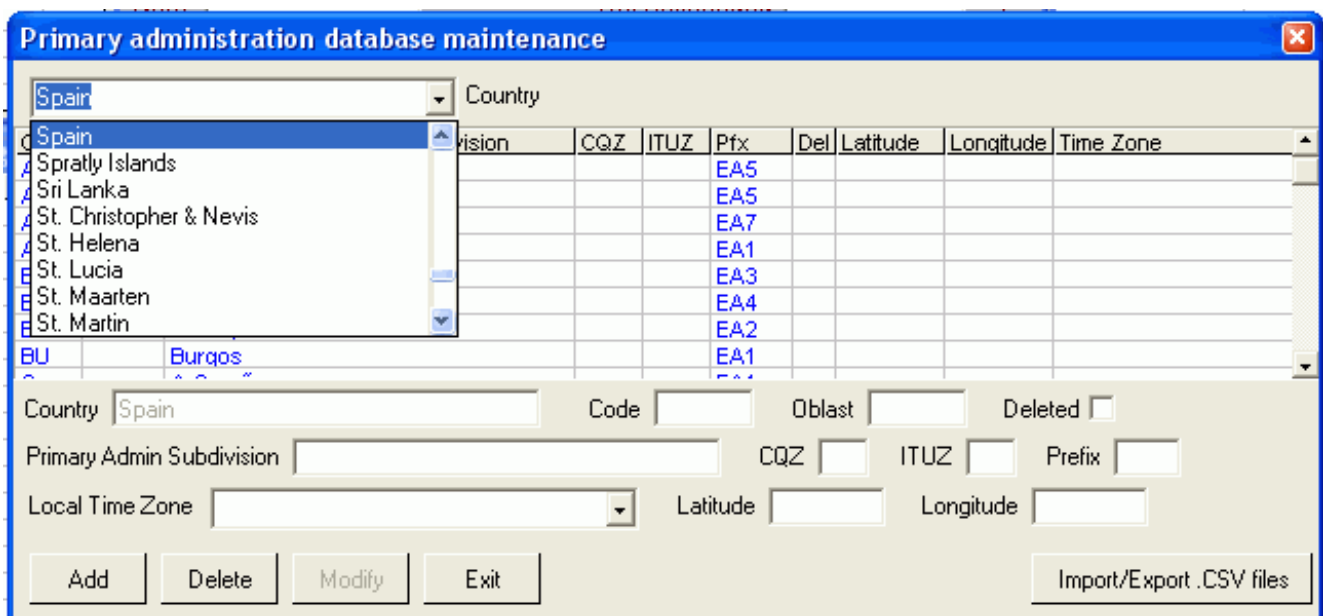 Primary administration database maintenance
Spain Country
Spain
Spratly Islands
Sri Lanka
St. Christopher & Nevis
St. Helena
St. Lucia
St. Maarten
St. Martin
vision CQZ ITUZ Pfx Del Latitude Longitude Time Zone
EA5
EA5
EA7
EA1
EA3
EA4
EA2
BU Burgos EA1
Country Spain Code Oblast Deleted
Primary Admin Subdivision CQZ ITUZ Prefix
Local Time Zone Latitude Longitude
Add Delete Modify Exit Import/Export .CSV files